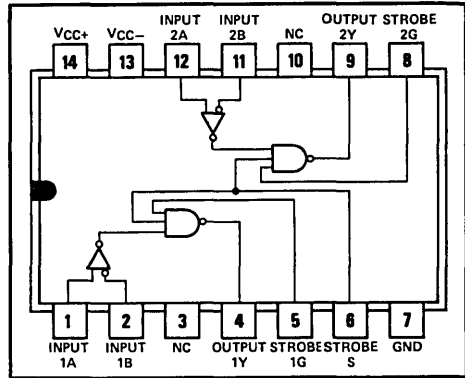 INPUT INPUT OUTPUT STROBE
VCC+ VCC− 2A 2B NC 2Y 2G
14 13 12 11 10 9 8
1 2 3 4 5 6 7
INPUT INPUT NC OUTPUT STROBE STROBE GND
1A 1B 1Y 1G S